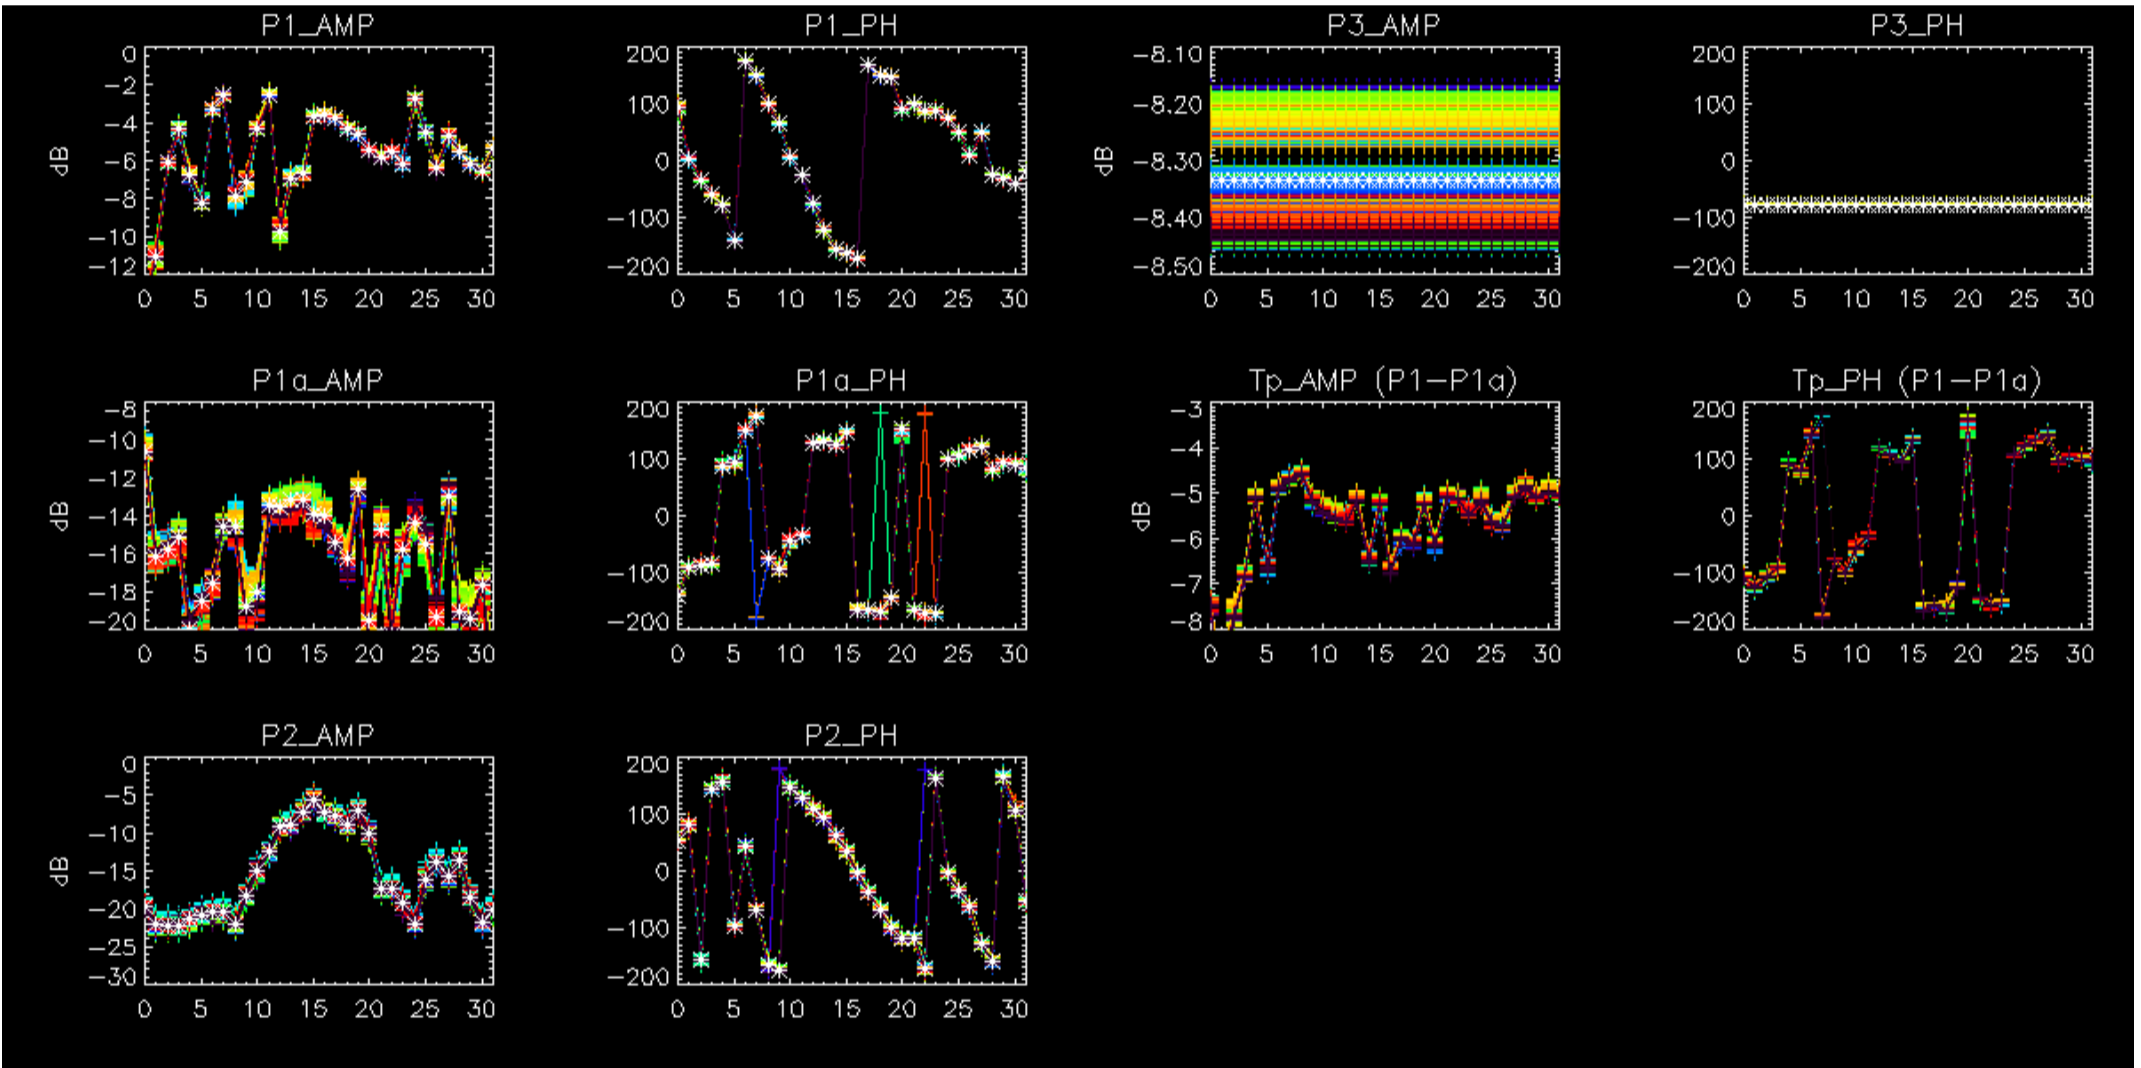 P1_AMP
0
−2
−4
−6
−8
−10
−12
dB
0 5 10 15 20 25 30
P1_PH
200
100
0
−100
−200
0 5 10 15 20 25 30
P3_AMP
−8.10
−8.20
−8.30
−8.40
−8.50
dB
0 5 10 15 20 25 30
P3_PH
200
100
0
−100
−200
0 5 10 15 20 25 30
P1a_AMP
−8
−10
−12
−14
−16
−18
−20
dB
0 5 10 15 20 25 30
P1a_PH
200
100
0
−100
−200
0 5 10 15 20 25 30
Tp_AMP (P1−P1a)
−3
−4
−5
−6
−7
−8
dB
0 5 10 15 20 25 30
Tp_PH (P1−P1a)
200
100
0
−100
−200
0 5 10 15 20 25 30
P2_AMP
0
−5
−10
−15
−20
−25
−30
dB
0 5 10 15 20 25 30
P2_PH
200
100
0
−100
−200
0 5 10 15 20 25 30